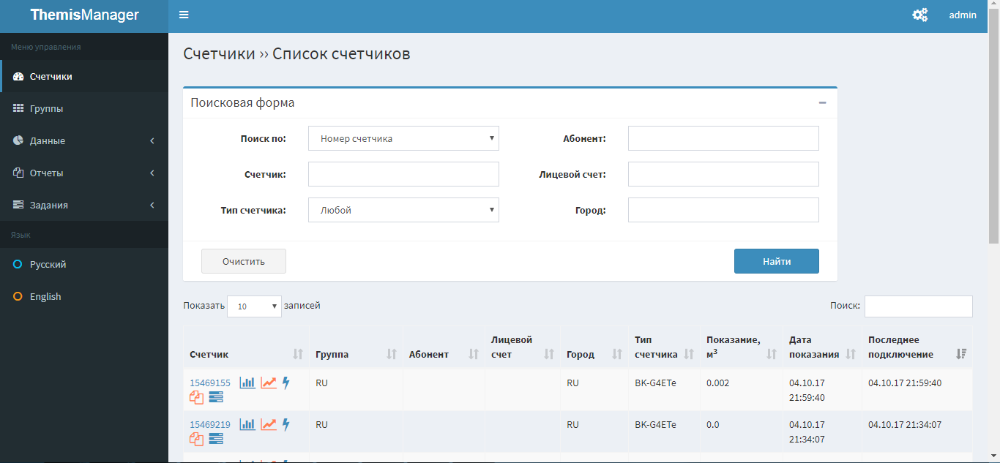 ThemisManager
admin
Меню управления
Счетчики
Группы
Данные
Отчеты
Задания
Язык
Русский
English
Счетчики ›› Список счетчиков
Поисковая форма
Поиск по: Номер счетчика Абонент:
Счетчик: Лицевой счет:
Тип счетчика: Любой Город:
Очистить Найти
Показать 10 записей Поиск:
Счетчик Группа Абонент Лицевой счет Город Тип счетчика Показание, м³ Дата показания Последнее подключение
15469155 RU RU BK-G4ETe 0.002 04.10.17 21:59:40 04.10.17 21:59:40
15469219 RU RU BK-G4ETe 0.0 04.10.17 21:34:07 04.10.17 21:34:07